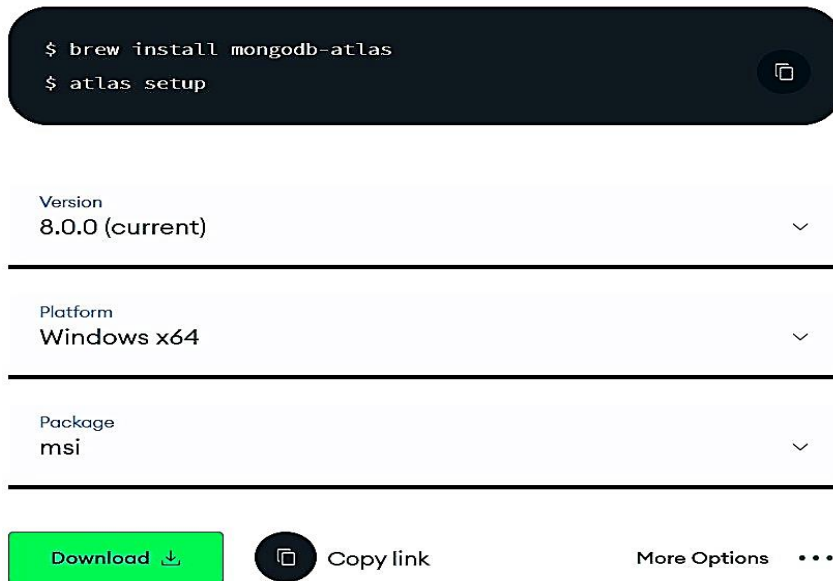 $ brew install mongodb-atlas
$ atlas setup
Version
8.0.0 (current)
Platform
Windows x64
Package
msi
Download
Copy link
More Options